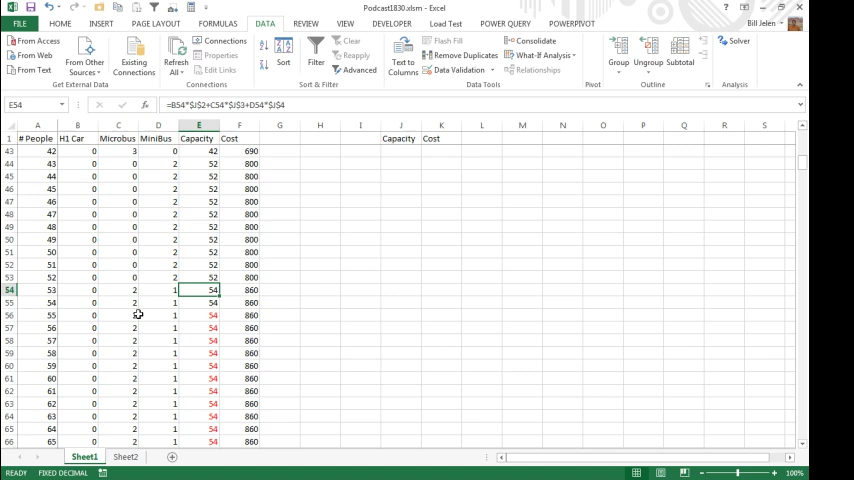 Podcast1830.xlsm - Excel
FILE HOME INSERT PAGE LAYOUT FORMULAS DATA REVIEW VIEW DEVELOPER Load Test POWER QUERY POWERPIVOT Bill Jelen
From Access
From Web
From Text
From Other Sources
Existing Connections
Get External Data
Refresh All
Connections
Properties
Edit Links
Connections
Sort
Filter
Clear
Reapply
Advanced
Sort & Filter
Text to Columns
Flash Fill
Remove Duplicates
Data Validation
Consolidate
What-If Analysis
Relationships
Data Tools
Pivot
Group
Ungroup
Subtotal
Outline
Solver
Analysis
E54 fx =B54*$J$2+C54*$J$3+D54*$J$4
A B C D E F G H I J K L M N O P Q R S
1 # People H1 Car Microbus MiniBus Capacity Cost Capacity Cost
43 42 0 3 0 42 690
44 43 0 0 2 52 800
45 44 0 0 2 52 800
46 45 0 0 2 52 800
47 46 0 0 2 52 800
48 47 0 0 2 52 800
49 48 0 0 2 52 800
50 49 0 0 2 52 800
51 50 0 0 2 52 800
52 51 0 0 2 52 800
53 52 0 0 2 52 800
54 53 0 2 1 54 860
55 54 0 2 1 54 860
56 55 0 1 54 860
57 56 0 2 1 54 860
58 57 0 2 1 54 860
59 58 0 2 1 54 860
60 59 0 2 1 54 860
61 60 0 2 1 54 860
62 61 0 2 1 54 860
63 62 0 2 1 54 860
64 63 0 2 1 54 860
65 64 0 2 1 54 860
66 65 0 2 1 54 860
Sheet1 Sheet2
READY FIXED DECIMAL 100%